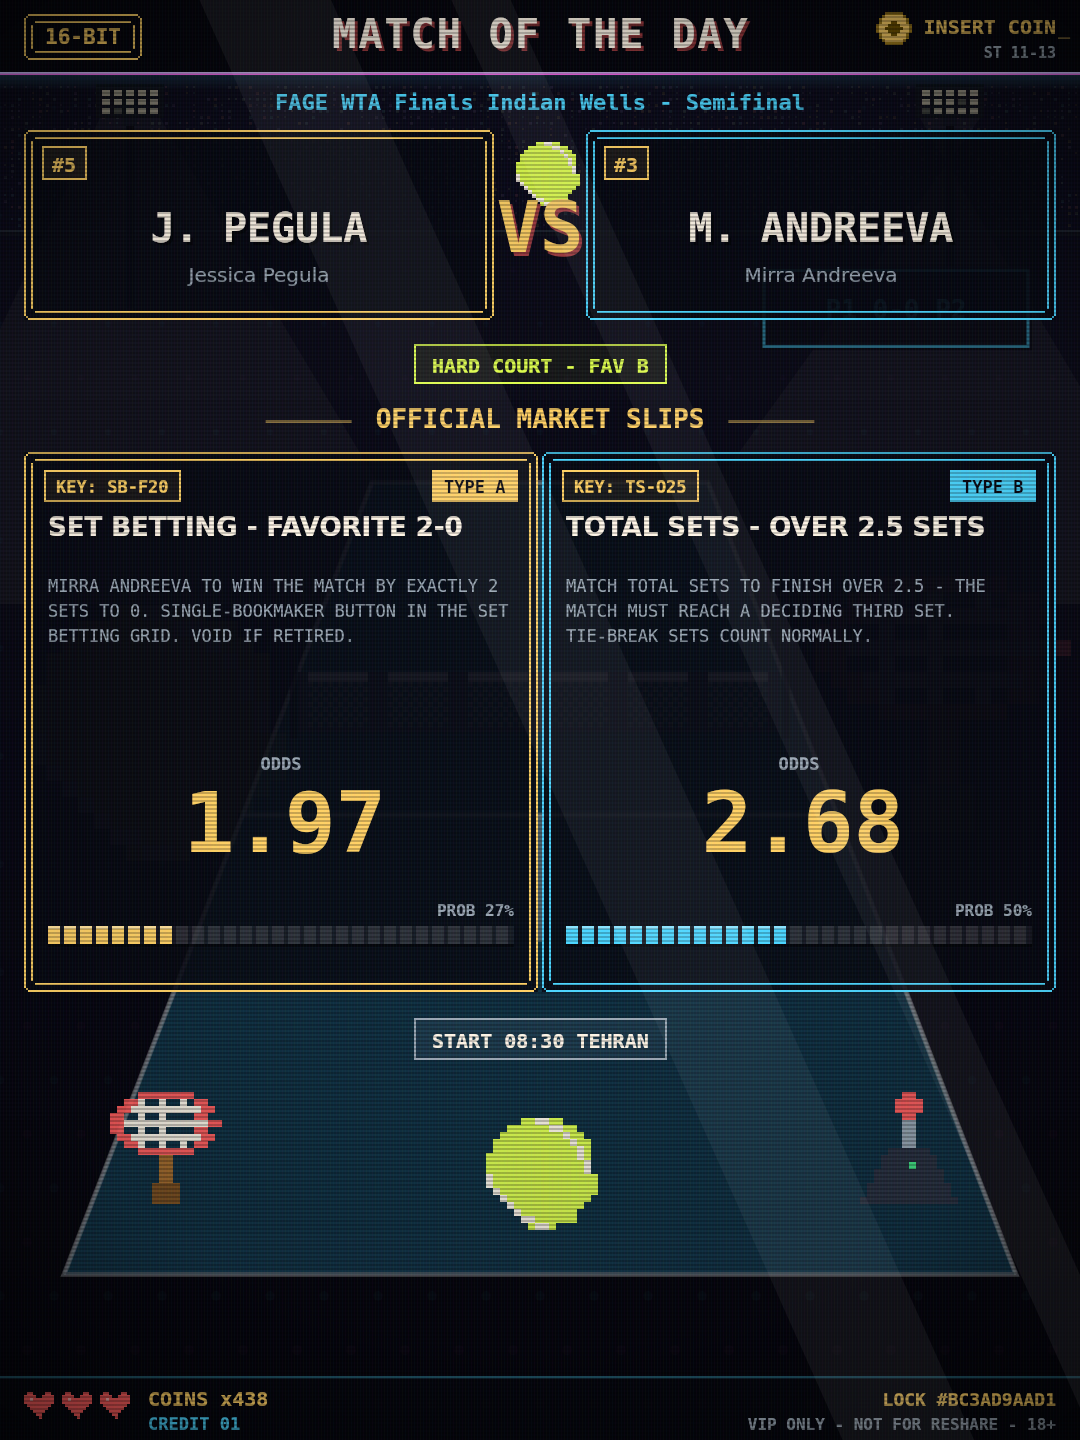 16-BIT
MATCH OF THE DAY
INSERT COIN_
ST 11-13
FAGE WTA Finals Indian Wells - Semifinal
#5
J. PEGULA
Jessica Pegula
VS
#3
M. ANDREEVA
Mirra Andreeva
P1 0 0 P2
HARD COURT - FAV B
OFFICIAL MARKET SLIPS
KEY: SB-F20
TYPE A
SET BETTING - FAVORITE 2-0
MIRRA ANDREEVA TO WIN THE MATCH BY EXACTLY 2
SETS TO 0. SINGLE-BOOKMAKER BUTTON IN THE SET
BETTING GRID. VOID IF RETIRED.
ODDS
1.97
PROB 27%
KEY: TS-O25
TYPE B
TOTAL SETS - OVER 2.5 SETS
MATCH TOTAL SETS TO FINISH OVER 2.5 - THE
MATCH MUST REACH A DECIDING THIRD SET.
TIE-BREAK SETS COUNT NORMALLY.
ODDS
2.68
PROB 50%
START 08:30 TEHRAN
COINS x438
CREDIT 01
LOCK #BC3AD9AAD1
VIP ONLY - NOT FOR RESHARE - 18+